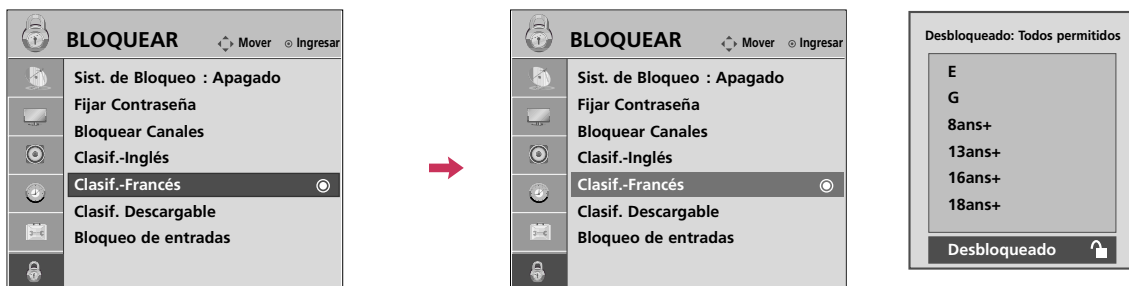 BLOQUEAR Mover Ingresar
Sist. de Bloqueo : Apagado
Fijar Contraseña
Bloquear Canales
Clasif.-Inglés
Clasif.-Francés
Clasif. Descargable
Bloqueo de entradas
BLOQUEAR Mover Ingresar
Sist. de Bloqueo : Apagado
Fijar Contraseña
Bloquear Canales
Clasif.-Inglés
Clasif.-Francés
Clasif. Descargable
Bloqueo de entradas
Desbloqueado: Todos permitidos
E
G
8ans+
13ans+
16ans+
18ans+
Desbloqueado